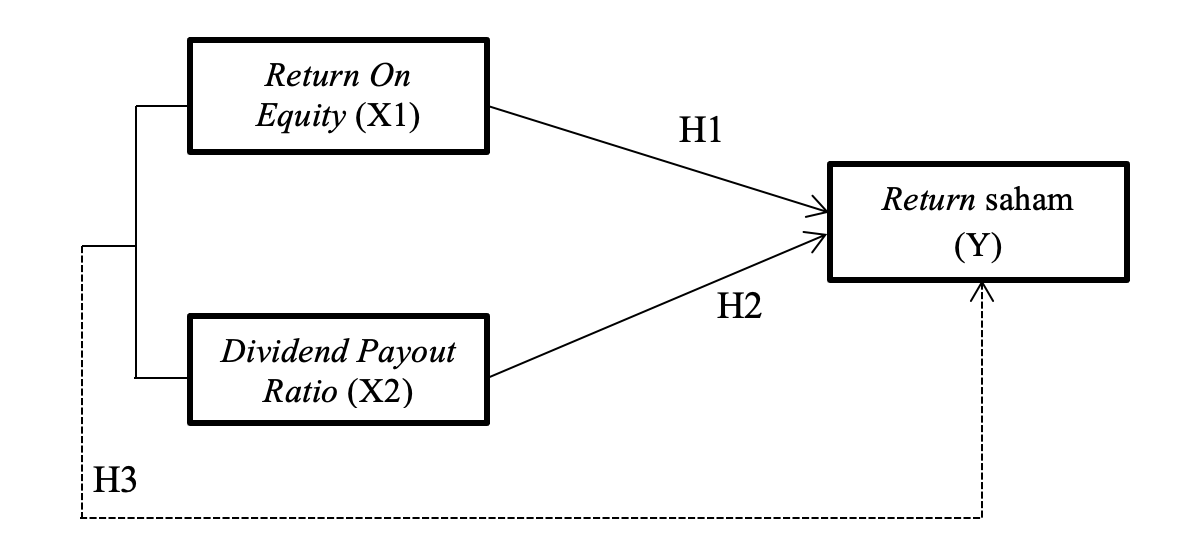 Return On
Equity (X1)
H1
Return saham
(Y)
H2
Dividend Payout
Ratio (X2)
H3